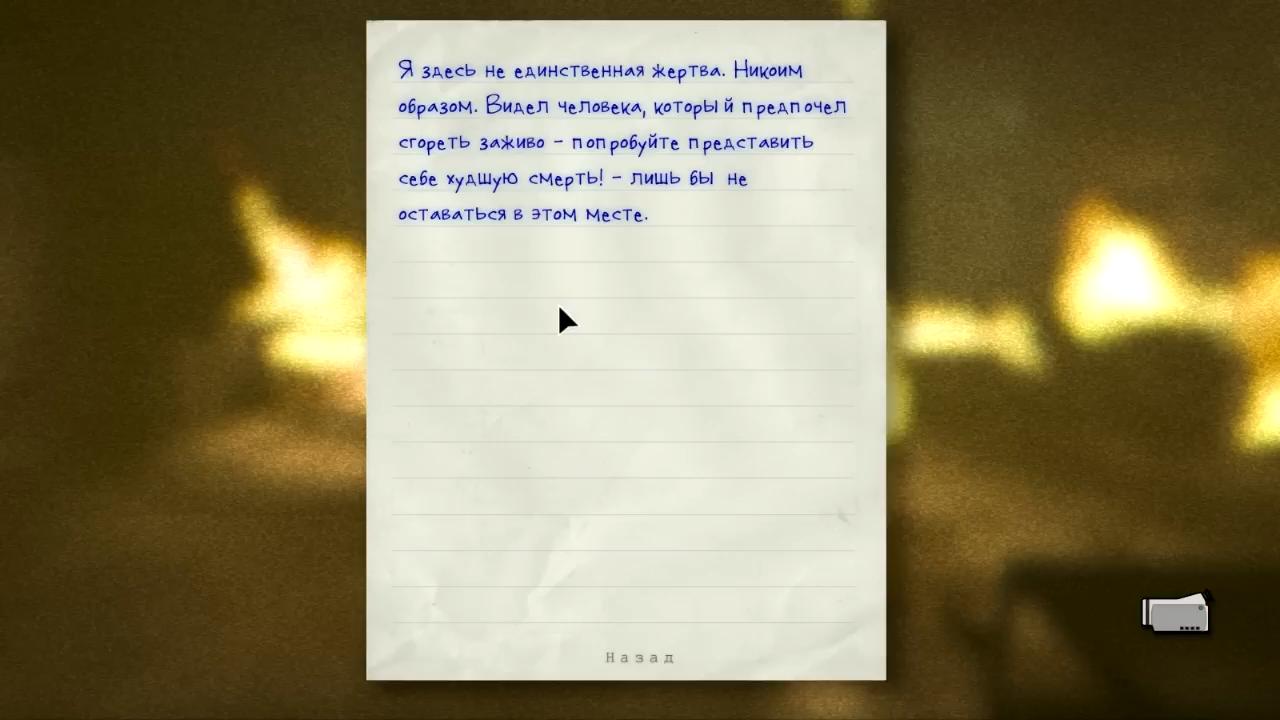 Я здесь не единственная жертва. Никоим
образом. Видел человека, который предпочел
сгореть заживо - попробуйте представить
себе худшую смерть! - лишь бы не
оставаться в этом месте.
Назад